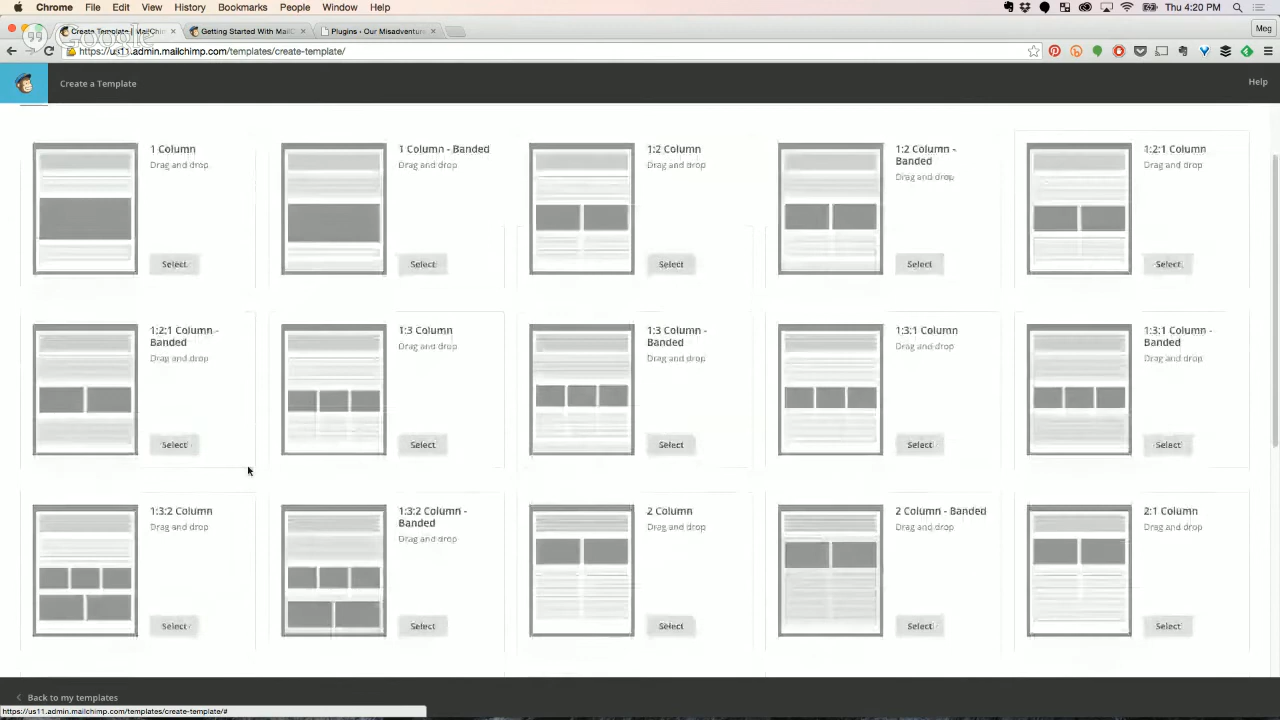 Chrome File Edit View History Bookmarks People Window Help Thu 4:20 PM
Create Template | MailChim Getting Started With MailC Plugins ‹ Our Misadventur Meg
Google
https://us11.admin.mailchimp.com/templates/create-template/
Create a Template Help
1 Column
Drag and drop
Select
1 Column - Banded
Drag and drop
Select
1:2 Column
Drag and drop
Select
1:2 Column -
Banded
Drag and drop
Select
1:2:1 Column
Drag and drop
Select
1:2:1 Column -
Banded
Drag and drop
Select
1:3 Column
Drag and drop
Select
1:3 Column -
Banded
Drag and drop
Select
1:3:1 Column
Drag and drop
Select
1:3:1 Column -
Banded
Drag and drop
Select
1:3:2 Column
Drag and drop
Select
1:3:2 Column -
Banded
Drag and drop
Select
2 Column
Drag and drop
Select
2 Column - Banded
Drag and drop
Select
2:1 Column
Drag and drop
Select
Back to my templates
https://us11.admin.mailchimp.com/templates/create-template/#